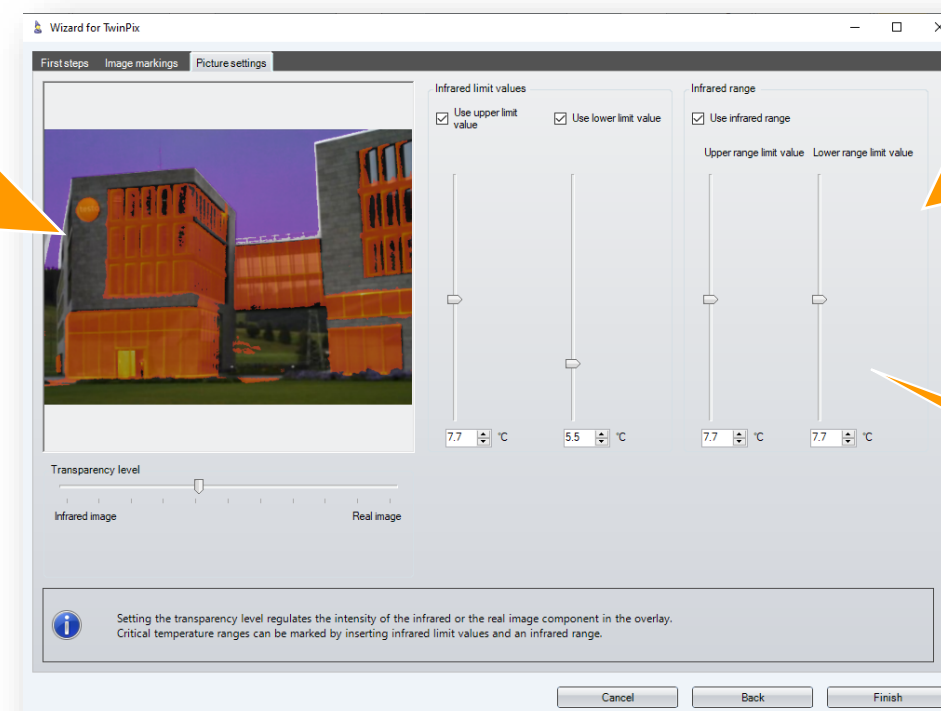 Wizard for TwinPix
First steps Image markings Picture settings
Infrared limit values
Use upper limit
value
Use lower limit value
Infrared range
Use infrared range
Upper range limit value Lower range limit value
7.7 °C
5.5 °C
7.7 °C
7.7 °C
Transparency level
Infrared image Real image
Setting the transparency level regulates the intensity of the infrared or the real image component in the overlay.
Critical temperature ranges can be marked by inserting infrared limit values and an infrared range.
Cancel Back Finish